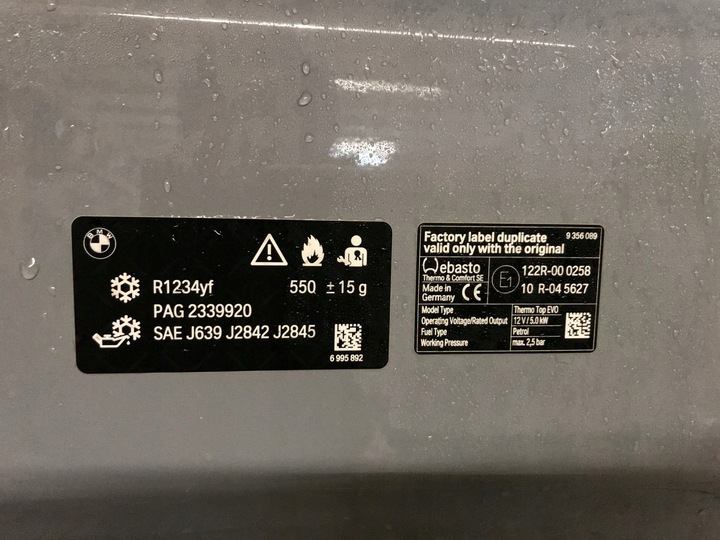 BMW
R1234yf 550 ± 15 g
PAG 2339920
SAE J639 J2842 J2845
6 995 892
Factory label duplicate 9 356 089
valid only with the original
Webasto
Thermo & Comfort SE
Made in
Germany
CE
E1
122R-00 0258
10 R-04 5627
Model Type Thermo Top EVO
Operating Voltage/Rated Output 12 V / 5.0 kW
Fuel Type Petrol
Working Pressure max. 2,5 bar